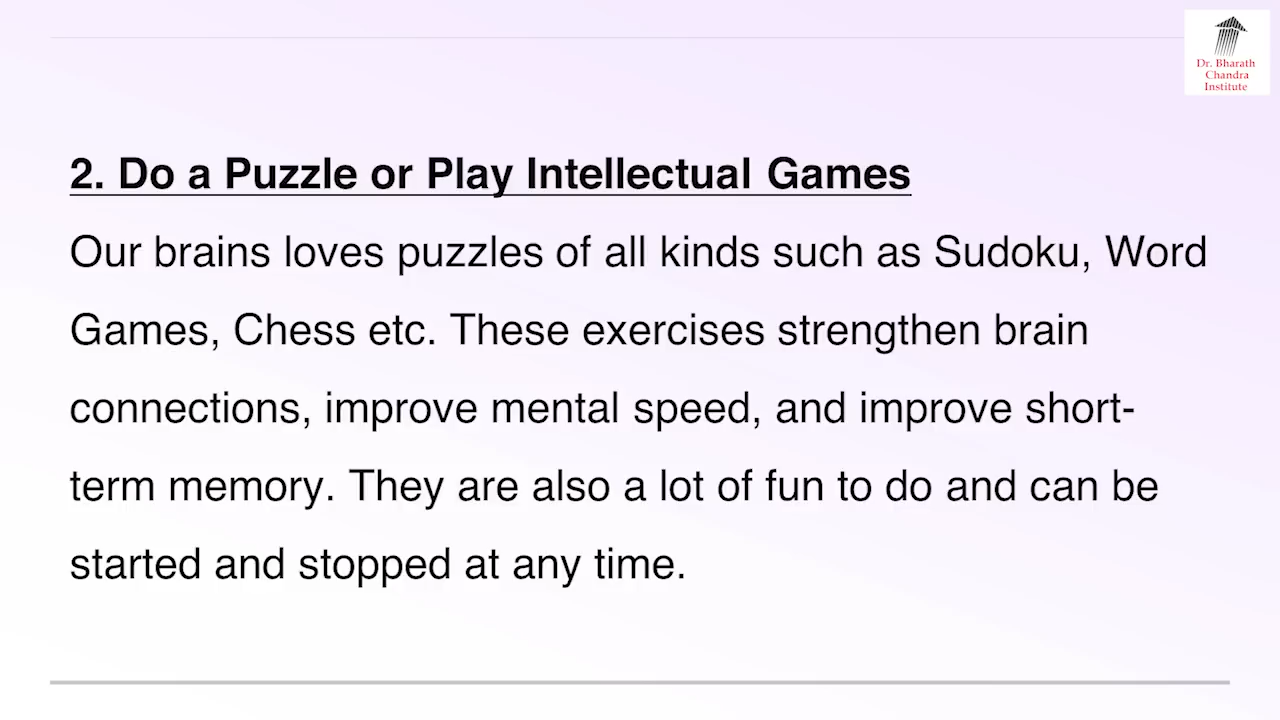 Dr. Bharath
Chandra
Institute
2. Do a Puzzle or Play Intellectual Games
Our brains loves puzzles of all kinds such as Sudoku, Word
Games, Chess etc. These exercises strengthen brain
connections, improve mental speed, and improve short-
term memory. They are also a lot of fun to do and can be
started and stopped at any time.